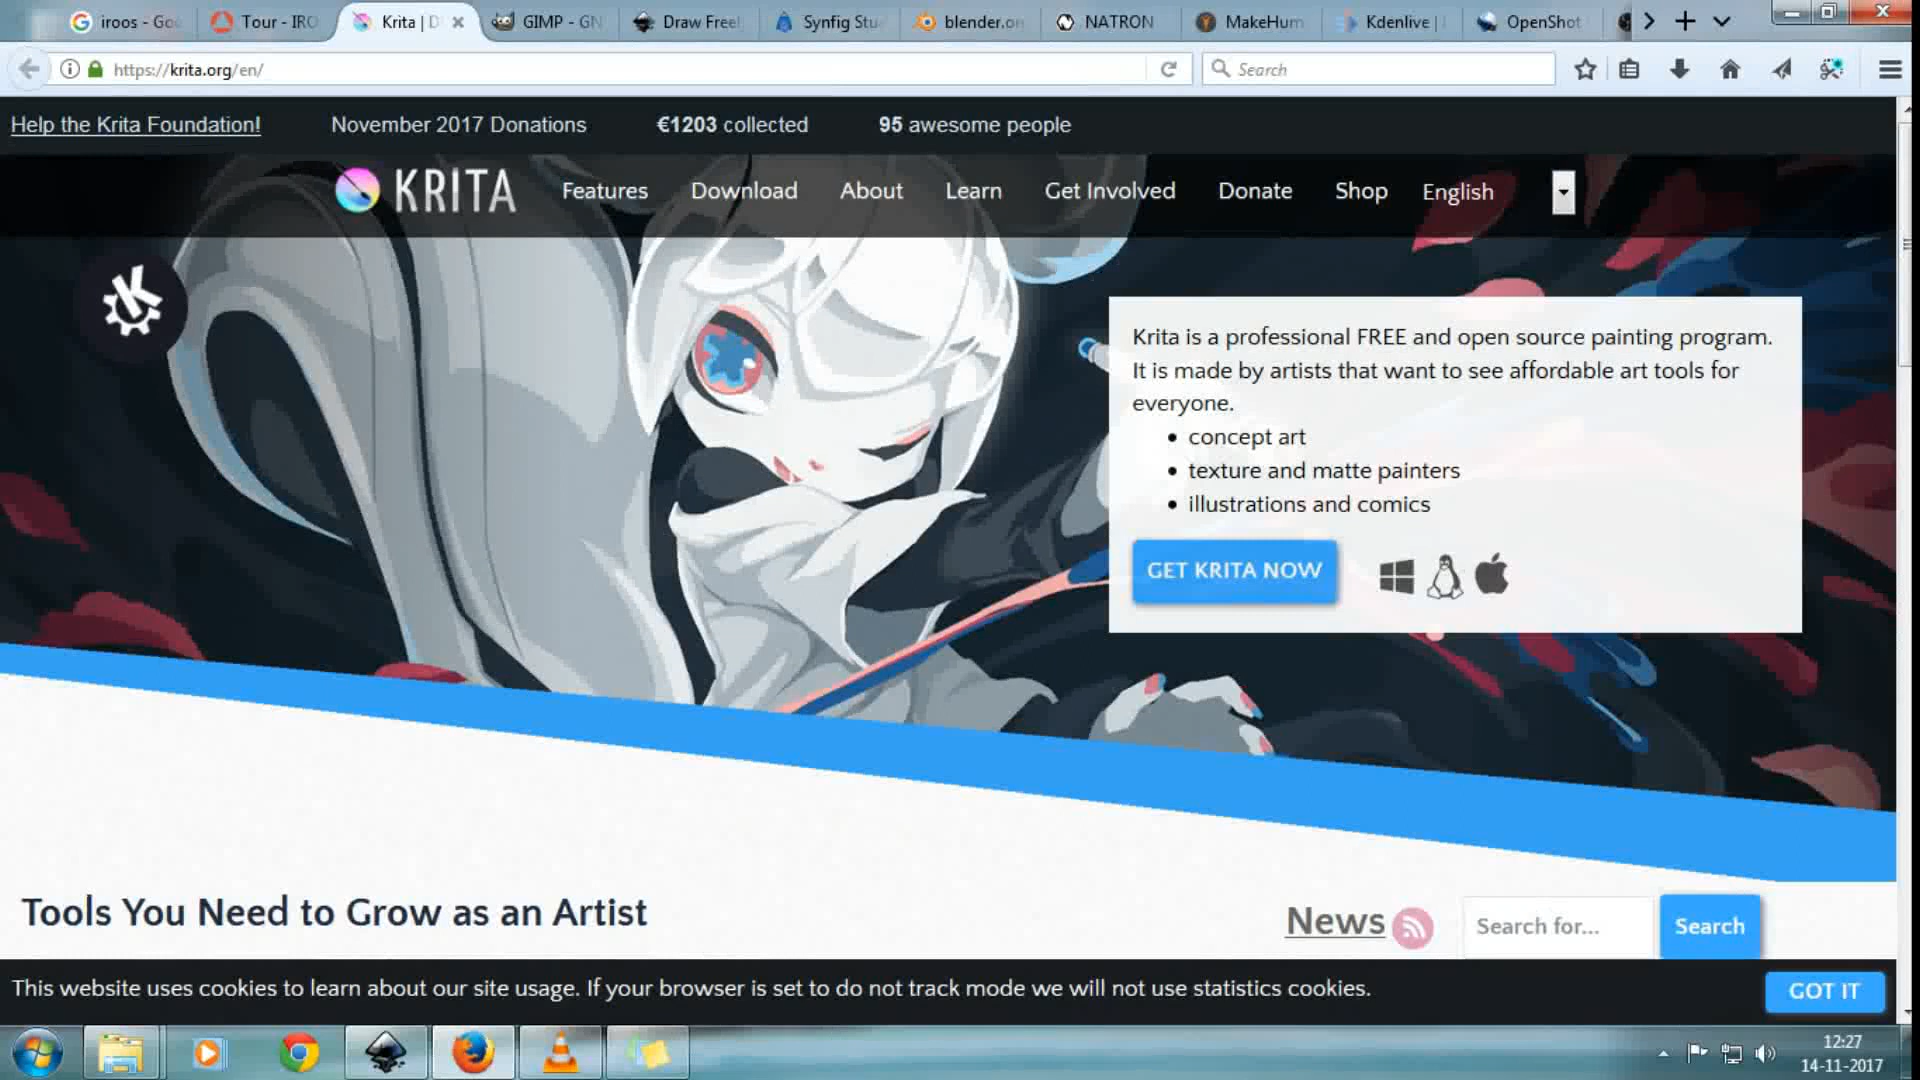 iroos - Goo
Tour - IRO
Krita | D
GIMP - GN
Draw Free
Synfig Stu
blender.or
NATRON
MakeHum
Kdenlive |
OpenShot
https://krita.org/en/
Search
Help the Krita Foundation!
November 2017 Donations
€1203 collected
95 awesome people
KRITA
Features
Download
About
Learn
Get Involved
Donate
Shop
English
Krita is a professional FREE and open source painting program.
It is made by artists that want to see affordable art tools for
everyone.
• concept art
• texture and matte painters
• illustrations and comics
GET KRITA NOW
Tools You Need to Grow as an Artist
News
Search for...
Search
This website uses cookies to learn about our site usage. If your browser is set to do not track mode we will not use statistics cookies.
GOT IT
12:27
14-11-2017